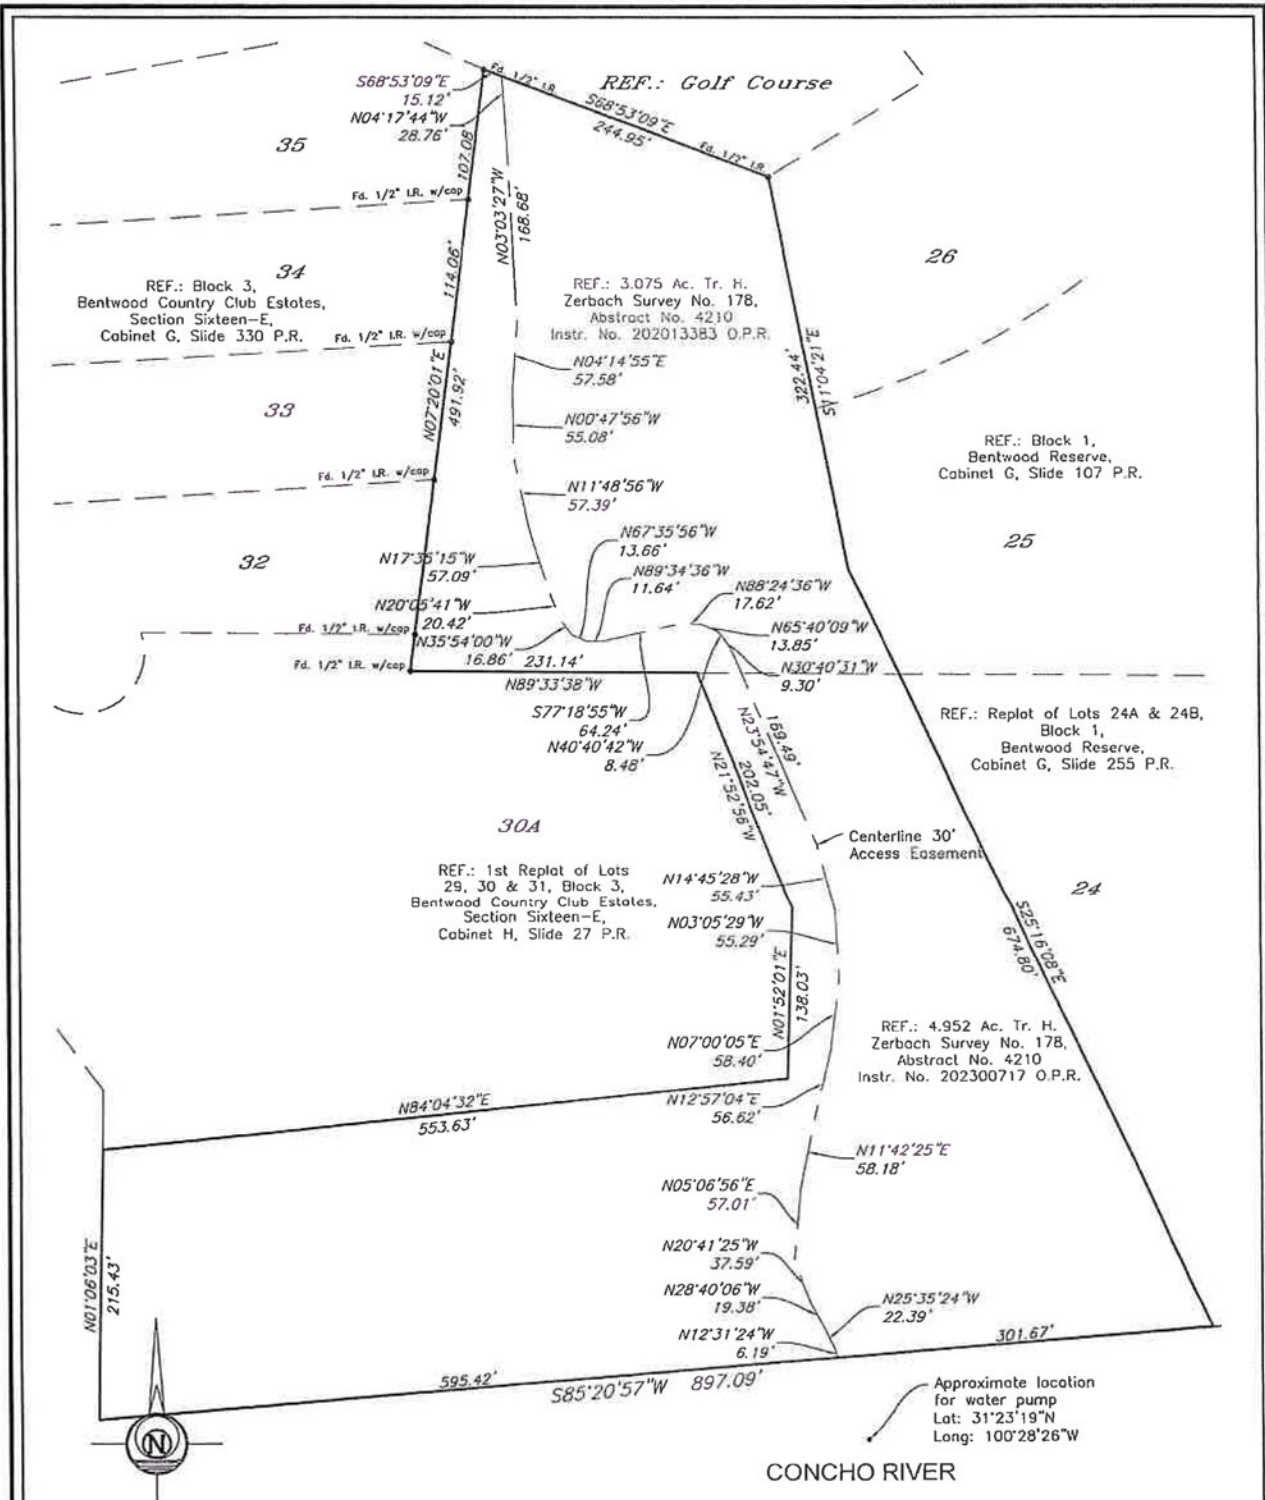 S68°53'09"E
15.12'
N04°17'44"W
28.76'
Fd. 1/2" I.R.
REF.: Golf Course
S68°53'09"E
244.95'
Fd. 1/2" I.R.
35
107.08
Fd. 1/2" I.R. w/cap
N03°03'27"W
168.68'
26
34
REF.: Block 3,
Bentwood Country Club Estates,
Section Sixteen-E,
Cabinet G, Slide 330 P.R.
114.06'
Fd. 1/2" I.R. w/cap
REF.: 3.075 Ac. Tr. H.
Zerbach Survey No. 178,
Abstract No. 4210
Instr. No. 202013383 O.P.R.
N04°14'55"E
57.58'
322.44'
S11°04'21"E
33
N07°20'01"E
491.92'
N00°47'56"W
55.08'
REF.: Block 1,
Bentwood Reserve,
Cabinet G, Slide 107 P.R.
Fd. 1/2" I.R. w/cap
N11°48'56"W
57.39'
25
32
N17°35'15"W
57.09'
N67°35'56"W
13.66'
N89°34'36"W
11.64'
N88°24'36"W
17.62'
N20°05'41"W
20.42'
Fd. 1/2" I.R. w/cap
N35°54'00"W
16.86'
N65°40'09"W
13.85'
Fd. 1/2" I.R. w/cap
231.14'
N89°33'38"W
N30°40'31"W
9.30'
S77°18'55"W
64.24'
N40°40'42"W
8.48'
169.49'
N23°54'47"W
202.05'
N21°52'56"W
REF.: Replot of Lots 24A & 24B,
Block 1,
Bentwood Reserve,
Cabinet G, Slide 255 P.R.
30A
Centerline 30'
Access Easement
REF.: 1st Replat of Lots
29, 30 & 31, Block 3,
Bentwood Country Club Estates,
Section Sixteen-E,
Cabinet H, Slide 27 P.R.
N14°45'28"W
55.43'
24
N03°05'29"W
55.29'
S25°16'08"E
674.80'
N01°52'01"E
138.03'
REF.: 4.952 Ac. Tr. H.
Zerbach Survey No. 178,
Abstract No. 4210
Instr. No. 202300717 O.P.R.
N07°00'05"E
58.40'
N84°04'32"E
553.63'
N12°57'04"E
56.62'
N11°42'25"E
58.18'
N05°06'56"E
57.01'
N01°06'03"E
215.43'
N20°41'25"W
37.59'
N28°40'06"W
19.38'
N25°35'24"W
22.39'
N12°31'24"W
6.19'
301.67'
595.42'
S85°20'57"W 897.09'
Approximate location
for water pump
Lat: 31°23'19"N
Long: 100°28'26"W
N
CONCHO RIVER